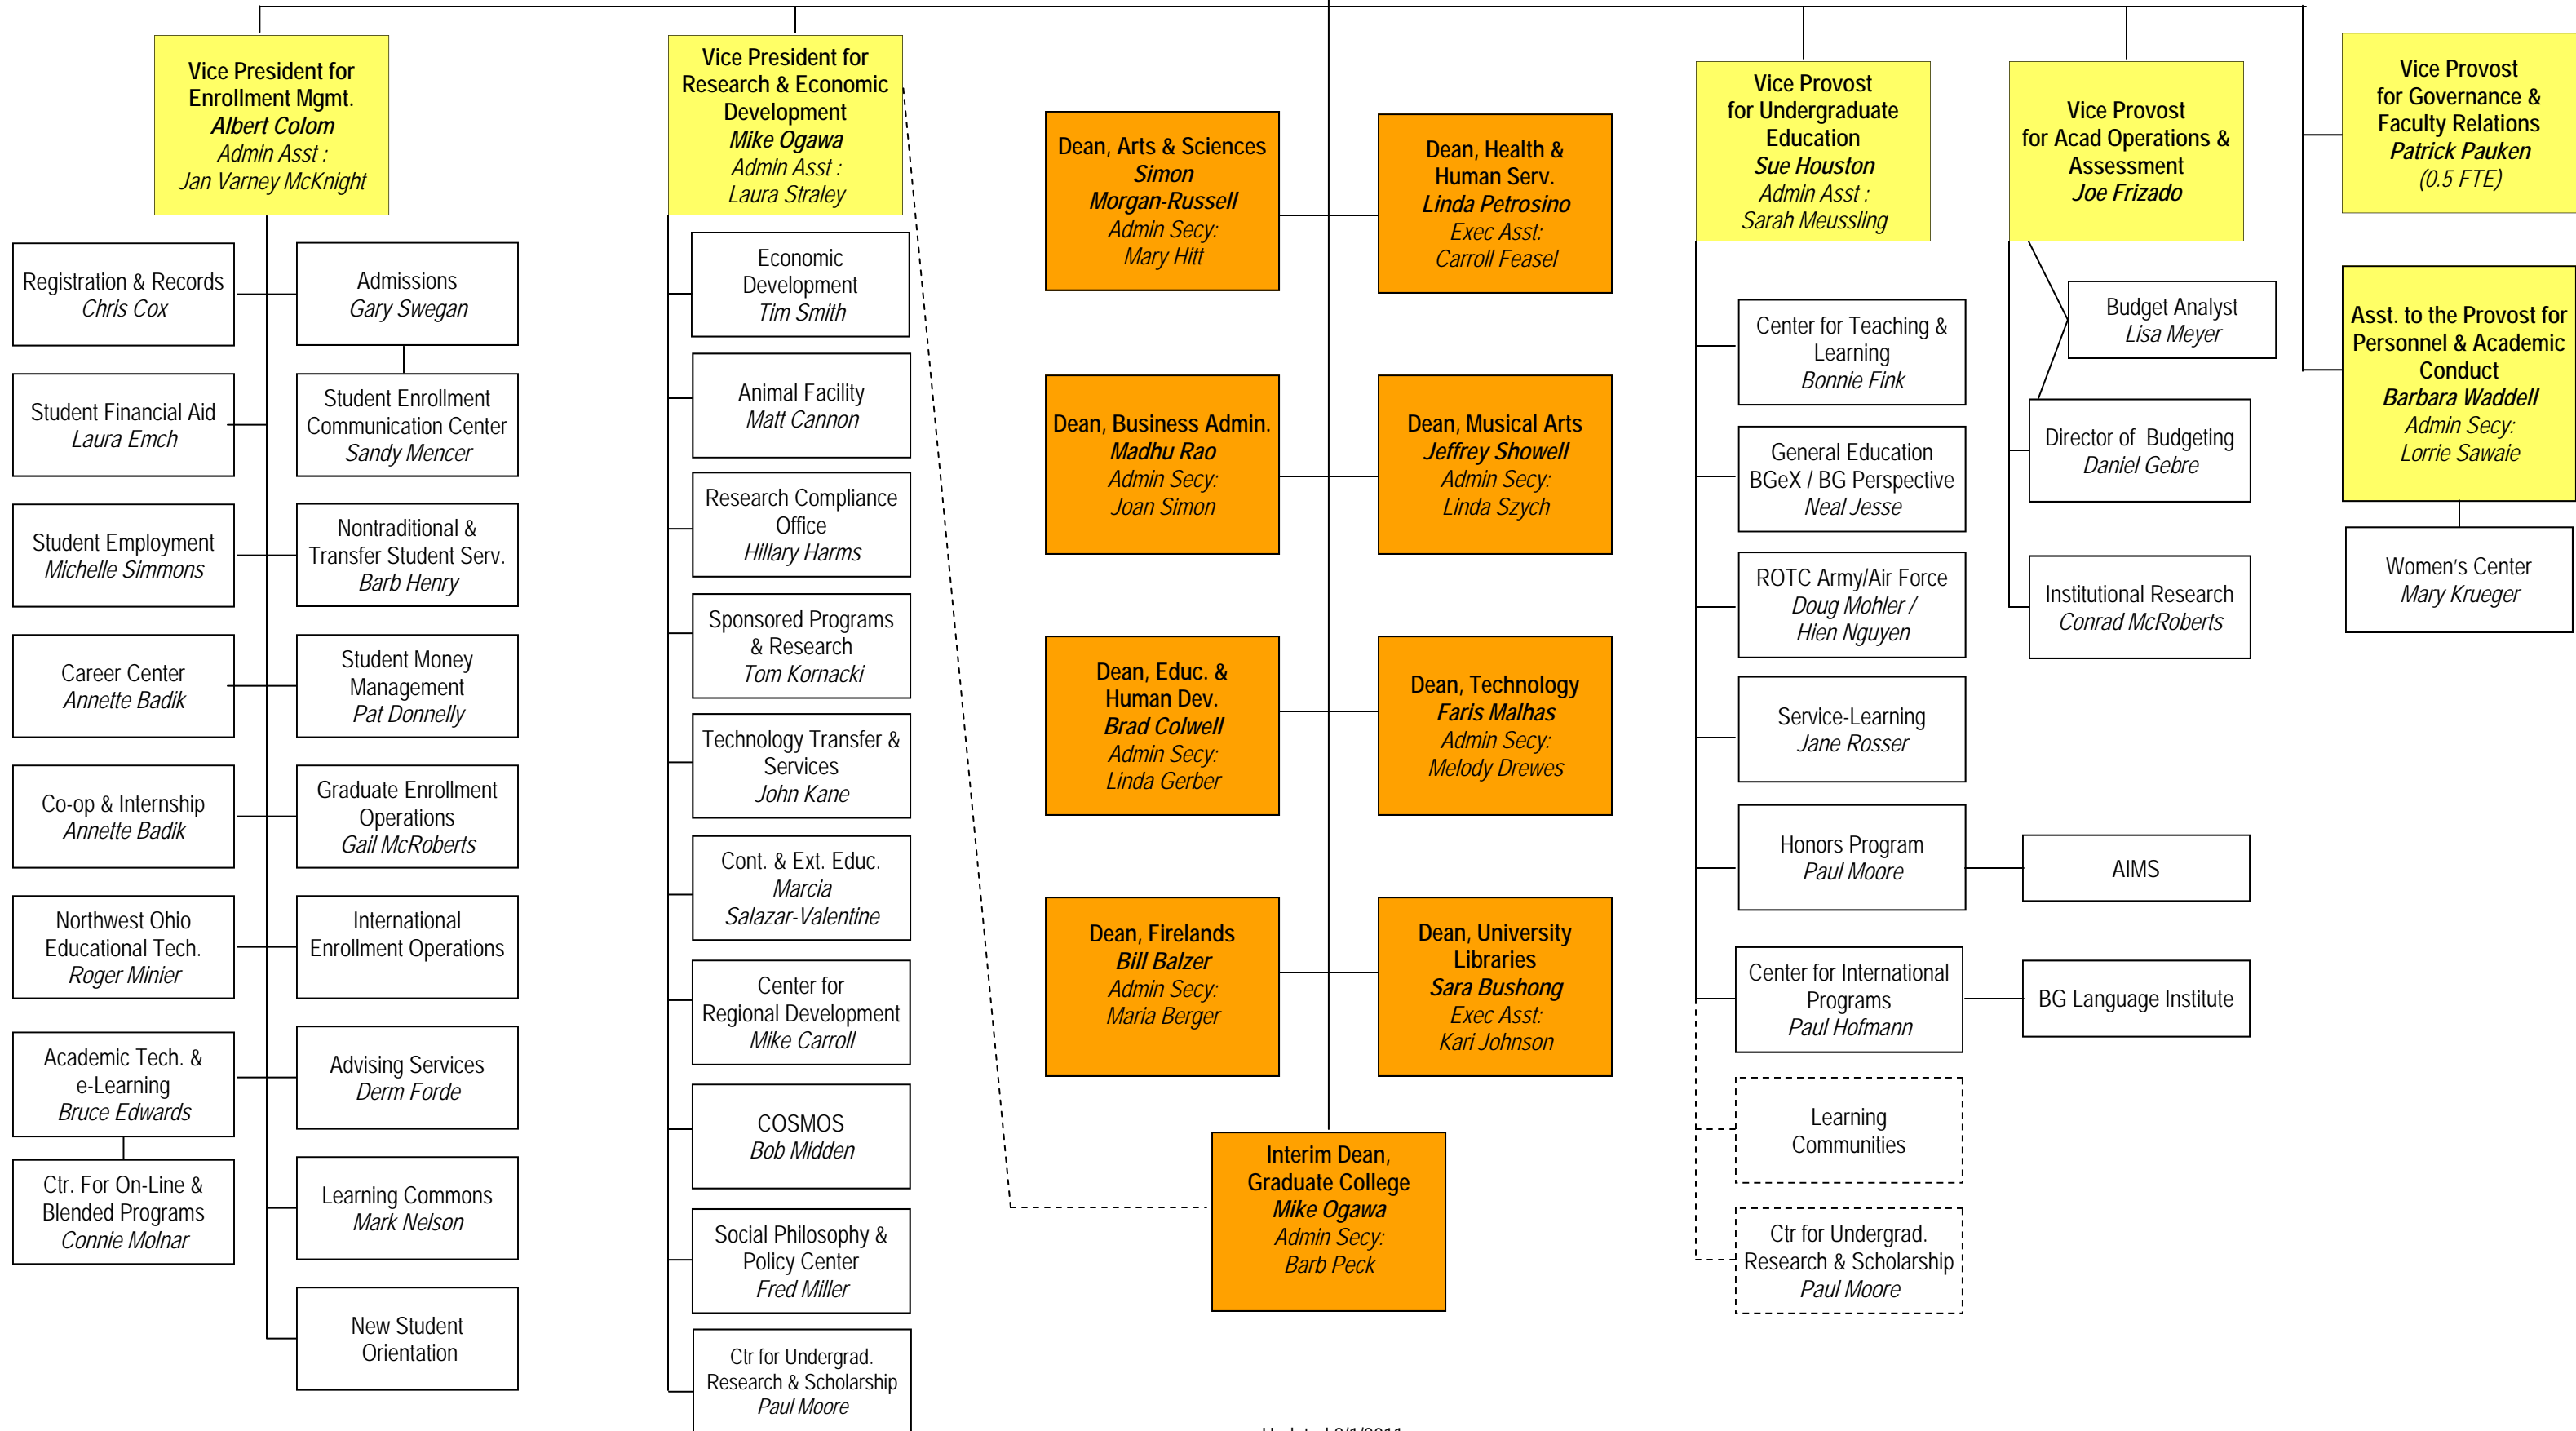 Vice President for
Enrollment Mgmt.
Albert Colom
Admin Asst :
Jan Varney McKnight
Registration & Records
Chris Cox
Admissions
Gary Swegan
Student Financial Aid
Laura Emch
Student Enrollment
Communication Center
Sandy Mencer
Student Employment
Michelle Simmons
Nontraditional &
Transfer Student Serv.
Barb Henry
Career Center
Annette Badik
Student Money
Management
Pat Donnelly
Co-op & Internship
Annette Badik
Graduate Enrollment
Operations
Gail McRoberts
Northwest Ohio
Educational Tech.
Roger Minier
International
Enrollment Operations
Academic Tech. &
e-Learning
Bruce Edwards
Advising Services
Derm Forde
Ctr. For On-Line &
Blended Programs
Connie Molnar
Learning Commons
Mark Nelson
New Student
Orientation
Vice President for
Research & Economic
Development
Mike Ogawa
Admin Asst :
Laura Straley
Economic
Development
Tim Smith
Animal Facility
Matt Cannon
Research Compliance
Office
Hillary Harms
Sponsored Programs
& Research
Tom Kornacki
Technology Transfer &
Services
John Kane
Cont. & Ext. Educ.
Marcia
Salazar-Valentine
Center for
Regional Development
Mike Carroll
COSMOS
Bob Midden
Social Philosophy &
Policy Center
Fred Miller
Ctr for Undergrad.
Research & Scholarship
Paul Moore
Dean, Arts & Sciences
Simon
Morgan-Russell
Admin Secy:
Mary Hitt
Dean, Health &
Human Serv.
Linda Petrosino
Exec Asst:
Carroll Feasel
Dean, Business Admin.
Madhu Rao
Admin Secy:
Joan Simon
Dean, Musical Arts
Jeffrey Showell
Admin Secy:
Linda Szych
Dean, Educ. &
Human Dev.
Brad Colwell
Admin Secy:
Linda Gerber
Dean, Technology
Faris Malhas
Admin Secy:
Melody Drewes
Dean, Firelands
Bill Balzer
Admin Secy:
Maria Berger
Dean, University
Libraries
Sara Bushong
Exec Asst:
Kari Johnson
Interim Dean,
Graduate College
Mike Ogawa
Admin Secy:
Barb Peck
Vice Provost
for Undergraduate
Education
Sue Houston
Admin Asst :
Sarah Meussling
Center for Teaching &
Learning
Bonnie Fink
General Education
BGeX / BG Perspective
Neal Jesse
ROTC Army/Air Force
Doug Mohler /
Hien Nguyen
Service-Learning
Jane Rosser
Honors Program
Paul Moore
AIMS
Center for International
Programs
Paul Hofmann
BG Language Institute
Learning
Communities
Ctr for Undergrad.
Research & Scholarship
Paul Moore
Vice Provost
for Acad Operations &
Assessment
Joe Frizado
Budget Analyst
Lisa Meyer
Director of Budgeting
Daniel Gebre
Institutional Research
Conrad McRoberts
Vice Provost
for Governance &
Faculty Relations
Patrick Pauken
(0.5 FTE)
Asst. to the Provost for
Personnel & Academic
Conduct
Barbara Waddell
Admin Secy:
Lorrie Sawaie
Women's Center
Mary Krueger